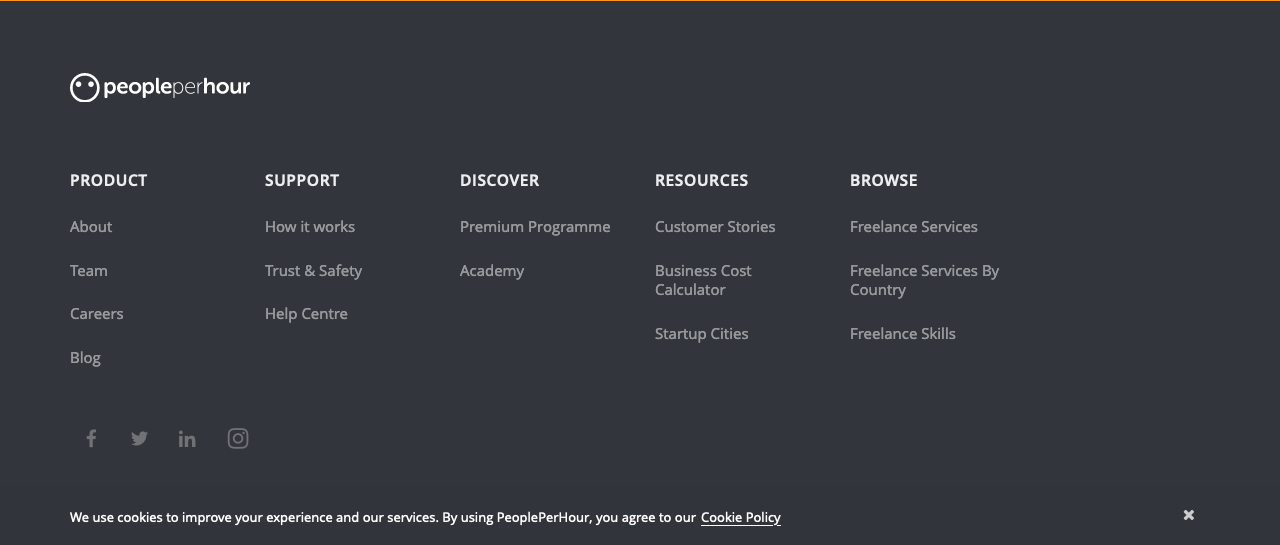 peopleperhour
PRODUCT
About
Team
Careers
Blog
SUPPORT
How it works
Trust & Safety
Help Centre
DISCOVER
Premium Programme
Academy
RESOURCES
Customer Stories
Business Cost
Calculator
Startup Cities
BROWSE
Freelance Services
Freelance Services By
Country
Freelance Skills
We use cookies to improve your experience and our services. By using PeoplePerHour, you agree to our Cookie Policy